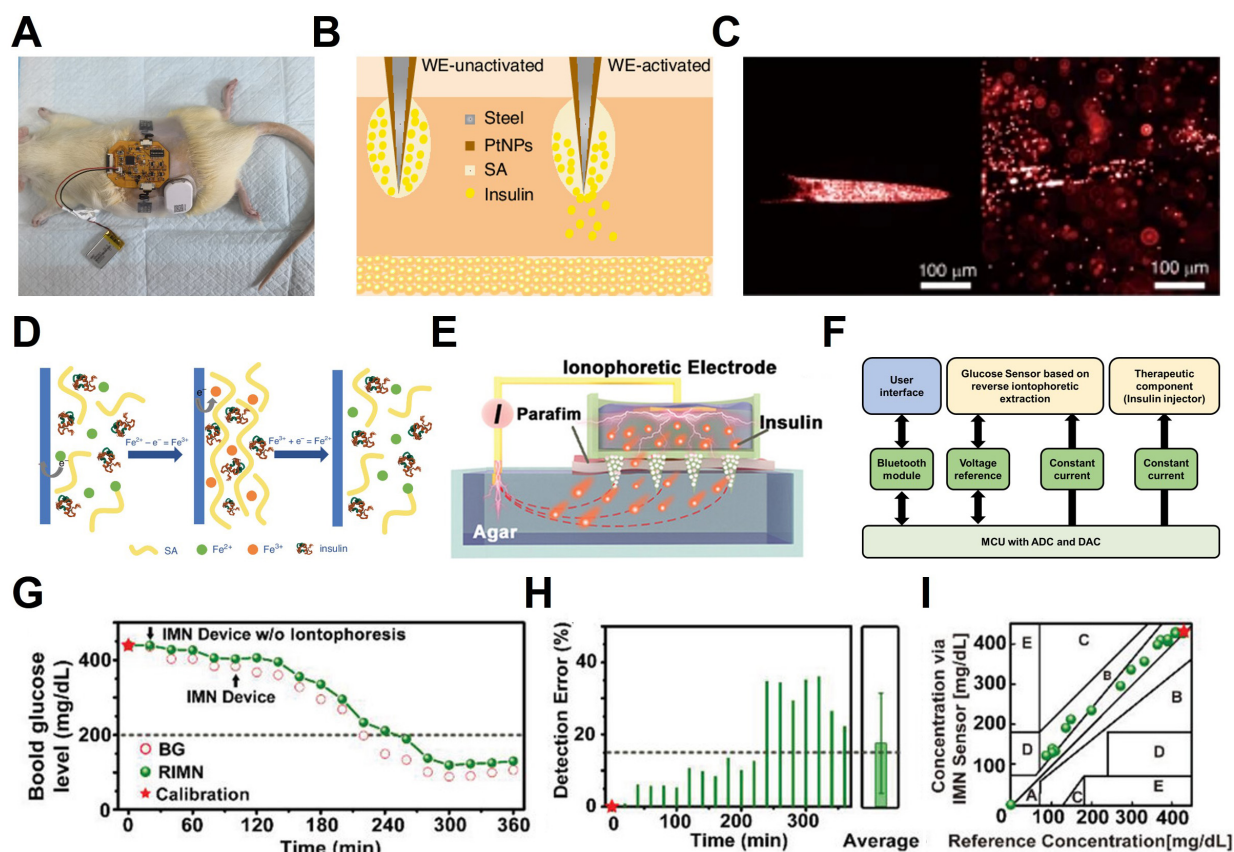 A
B
WE-unactivated
WE-activated
Steel
PtNPs
SA
Insulin
C
100 μm
100 μm
D
e⁻
Fe²⁺ − e⁻ = Fe³⁺
e⁻
Fe³⁺ + e⁻ = Fe²⁺
SA
Fe²⁺
Fe³⁺
insulin
E
Ionophoretic Electrode
I
Parafim
Insulin
Agar
F
User interface
Glucose Sensor based on reverse iontophoretic extraction
Therapeutic component (Insulin injector)
Bluetooth module
Voltage reference
Constant current
Constant current
MCU with ADC and DAC
G
Boold glucose level (mg/dL)
400
200
0
IMN Device w/o Iontophoresis
IMN Device
BG
RIMN
Calibration
0 60 120 180 240 300 360
Time (min)
H
Detection Error (%)
60
45
30
15
0
0 100 200 300
Time (min)
Average
I
Concentration via IMN Sensor [mg/dL]
400
300
200
100
0
E
C
B
B
D
D
A
C
E
0 100 200 300 400
Reference Concentration[mg/dL]